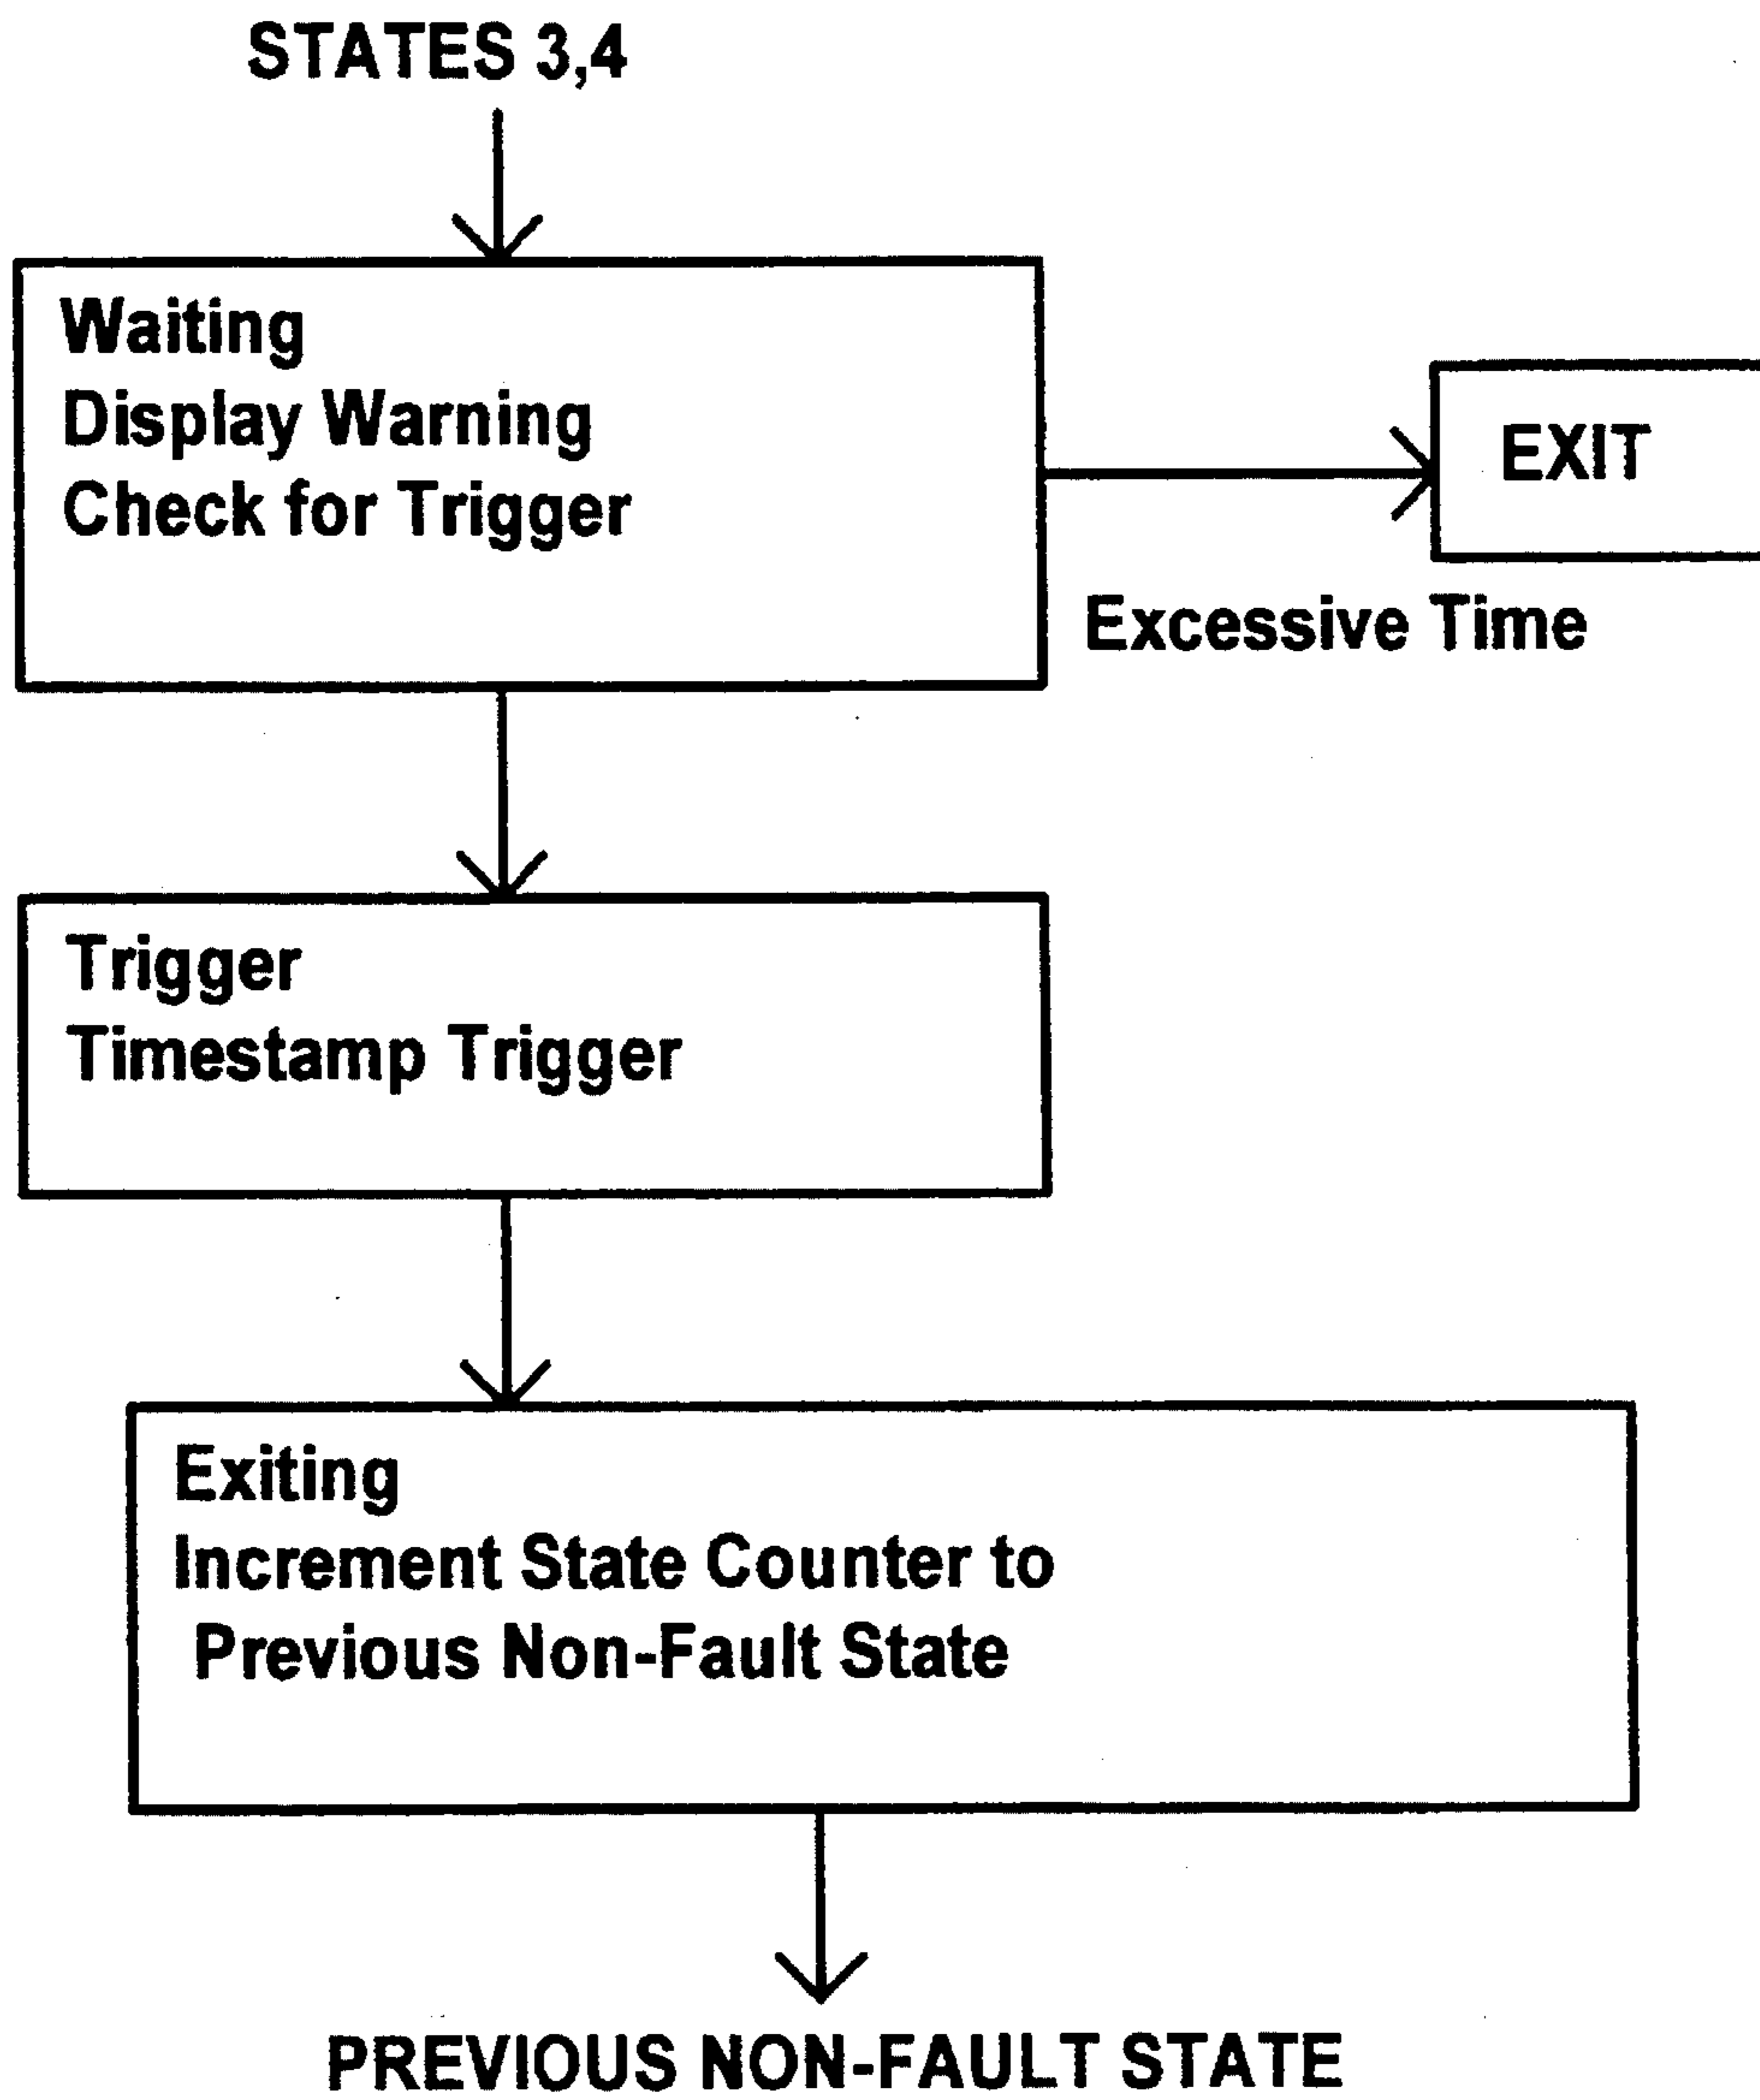 STATES 3,4
Waiting
Display Warning
Check for Trigger
EXIT
Excessive Time
Trigger
Timestamp Trigger
Exiting
Increment State Counter to
Previous Non-Fault State
PREVIOUS NON-FAULT STATE